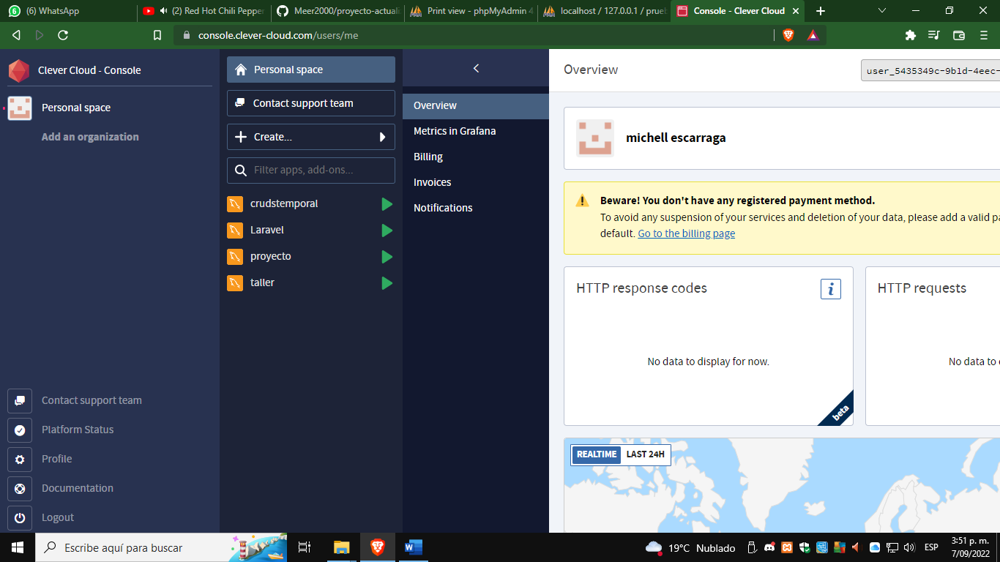 (6) WhatsApp
(2) Red Hot Chili Pepper
Meer2000/proyecto-actuali
Print view - phpMyAdmin 4
localhost / 127.0.0.1 / prue
Console - Clever Cloud
console.clever-cloud.com/users/me
Clever Cloud - Console
Personal space
Add an organization
Contact support team
Platform Status
Profile
Documentation
Logout
Personal space
Contact support team
Create...
Filter apps, add-ons...
crudstemporal
Laravel
proyecto
taller
Overview
Metrics in Grafana
Billing
Invoices
Notifications
Overview
user_5435349c-9b1d-4eec-
michell escarraga
Beware! You don't have any registered payment method.
To avoid any suspension of your services and deletion of your data, please add a valid pa
default. Go to the billing page
HTTP response codes
No data to display for now.
beta
HTTP requests
No data to
REALTIME
LAST 24H
Escribe aquí para buscar
19°C Nublado
ESP
3:51 p. m.
7/09/2022